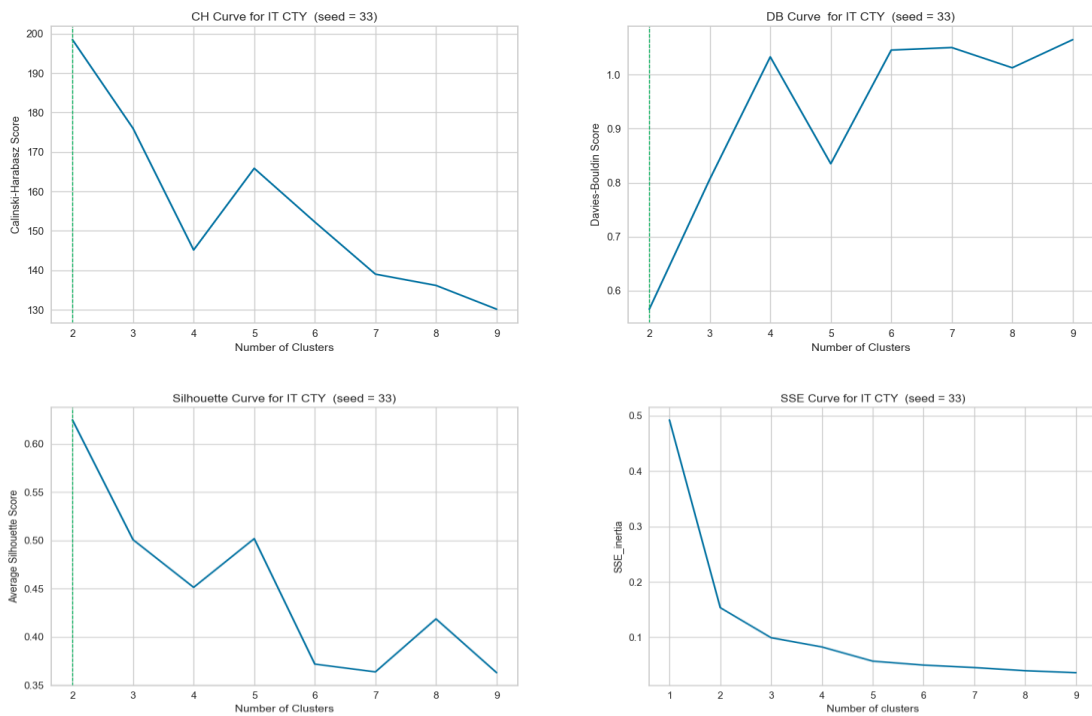 CH Curve for IT CTY (seed = 33)
200
190
180
170
160
150
140
130
Calinski-Harabasz Score
2 3 4 5 6 7 8 9
Number of Clusters
DB Curve for IT CTY (seed = 33)
1.0
0.9
0.8
0.7
0.6
Davies-Bouldin Score
2 3 4 5 6 7 8 9
Number of Clusters
Silhouette Curve for IT CTY (seed = 33)
0.60
0.55
0.50
0.45
0.40
0.35
Average Silhouette Score
2 3 4 5 6 7 8 9
Number of Clusters
SSE Curve for IT CTY (seed = 33)
0.5
0.4
0.3
0.2
0.1
SSE_inertia
1 2 3 4 5 6 7 8 9
Number of clusters